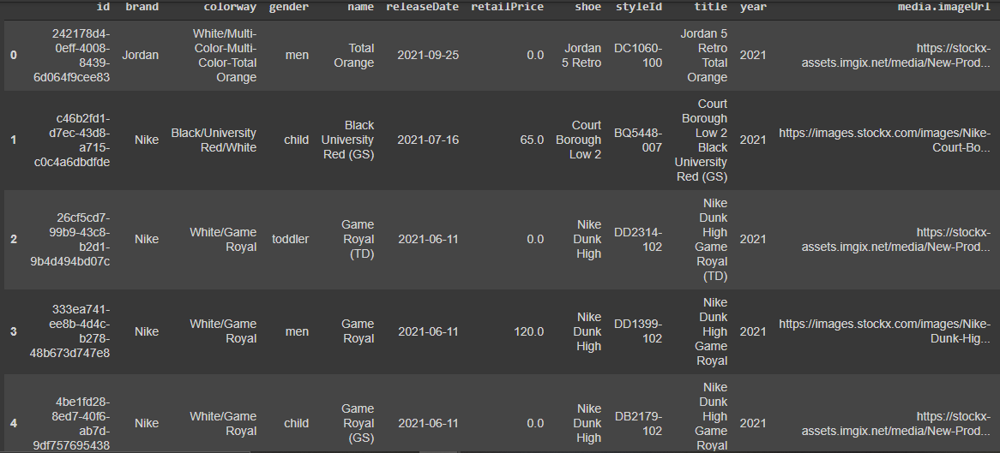 id brand colorway gender name releaseDate retailPrice shoe styleId title year media.imageUrl
0 242178d4-0eff-4008-8439-6d064f9cee83 Jordan White/Multi-Color-Multi-Color-Total Orange men Total Orange 2021-09-25 0.0 Jordan 5 Retro DC1060-100 Jordan 5 Retro Total Orange 2021 https://stockx-assets.imgix.net/media/New-Prod...
1 c46b2fd1-d7ec-43d8-a715-c0c4a6dbdfde Nike Black/University Red/White child Black University Red (GS) 2021-07-16 65.0 Court Borough Low 2 BQ5448-007 Court Borough Low 2 Black University Red (GS) 2021 https://images.stockx.com/images/Nike-Court-Bo...
2 26cf5cd7-99b9-43c8-b2d1-9b4d494bd07c Nike White/Game Royal toddler Game Royal (TD) 2021-06-11 0.0 Nike Dunk High DD2314-102 Nike Dunk High Game Royal (TD) 2021 https://stockx-assets.imgix.net/media/New-Prod...
3 333ea741-ee8b-4d4c-b278-48b673d747e8 Nike White/Game Royal men Game Royal 2021-06-11 120.0 Nike Dunk High DD1399-102 Nike Dunk High Game Royal 2021 https://images.stockx.com/images/Nike-Dunk-Hig...
4 4be1fd28-8ed7-40f6-ab7d-9df757695438 Nike White/Game Royal child Game Royal (GS) 2021-06-11 0.0 Nike Dunk High DB2179-102 Nike Dunk High Game Royal 2021 https://stockx-assets.imgix.net/media/New-Prod...